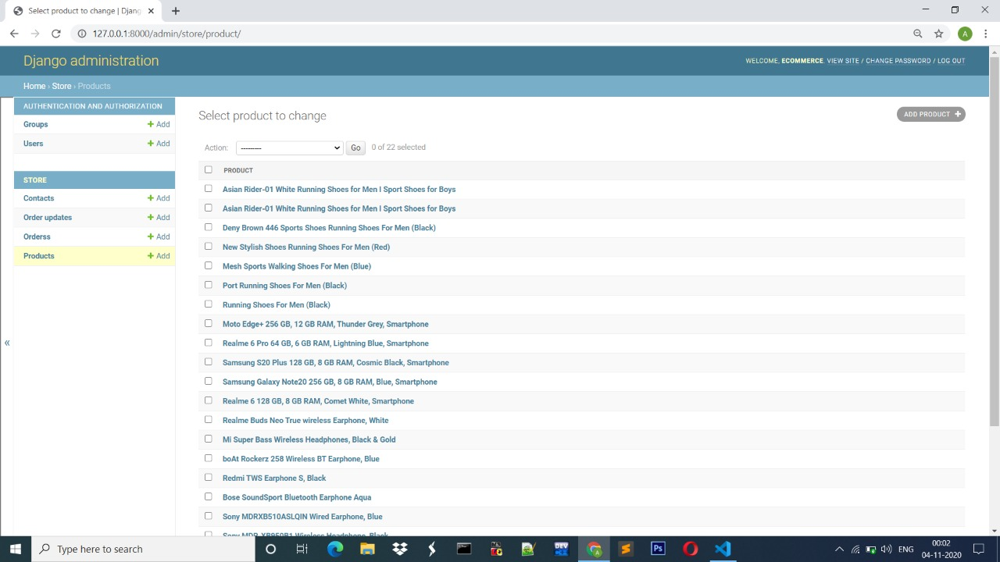 Select product to change | Djang
127.0.0.1:8000/admin/store/product/
A
Django administration
WELCOME, ECOMMERCE. VIEW SITE / CHANGE PASSWORD / LOG OUT
Home › Store › Products
AUTHENTICATION AND AUTHORIZATION
Groups
+ Add
Users
+ Add
STORE
Contacts
+ Add
Order updates
+ Add
Orderss
+ Add
Products
+ Add
«
Select product to change
ADD PRODUCT +
Action: --------- Go 0 of 22 selected
PRODUCT
Asian Rider-01 White Running Shoes for Men I Sport Shoes for Boys
Asian Rider-01 White Running Shoes for Men I Sport Shoes for Boys
Deny Brown 446 Sports Shoes Running Shoes For Men (Black)
New Stylish Shoes Running Shoes For Men (Red)
Mesh Sports Walking Shoes For Men (Blue)
Port Running Shoes For Men (Black)
Running Shoes For Men (Black)
Moto Edge+ 256 GB, 12 GB RAM, Thunder Grey, Smartphone
Realme 6 Pro 64 GB, 6 GB RAM, Lightning Blue, Smartphone
Samsung S20 Plus 128 GB, 8 GB RAM, Cosmic Black, Smartphone
Samsung Galaxy Note20 256 GB, 8 GB RAM, Blue, Smartphone
Realme 6 128 GB, 8 GB RAM, Comet White, Smartphone
Realme Buds Neo True wireless Earphone, White
Mi Super Bass Wireless Headphones, Black & Gold
boAt Rockerz 258 Wireless BT Earphone, Blue
Redmi TWS Earphone S, Black
Bose SoundSport Bluetooth Earphone Aqua
Sony MDRXB510ASLQIN Wired Earphone, Blue
Sony MDR-XB950B1 Wireless Headphone, Black
Type here to search
DEV
Ps
ENG
00:02
04-11-2020